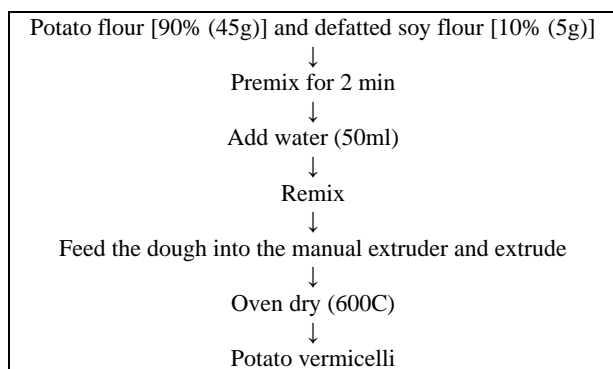 Potato flour [90% (45g)] and defatted soy flour [10% (5g)]
↓
Premix for 2 min
↓
Add water (50ml)
↓
Remix
↓
Feed the dough into the manual extruder and extrude
↓
Oven dry (600C)
↓
Potato vermicelli